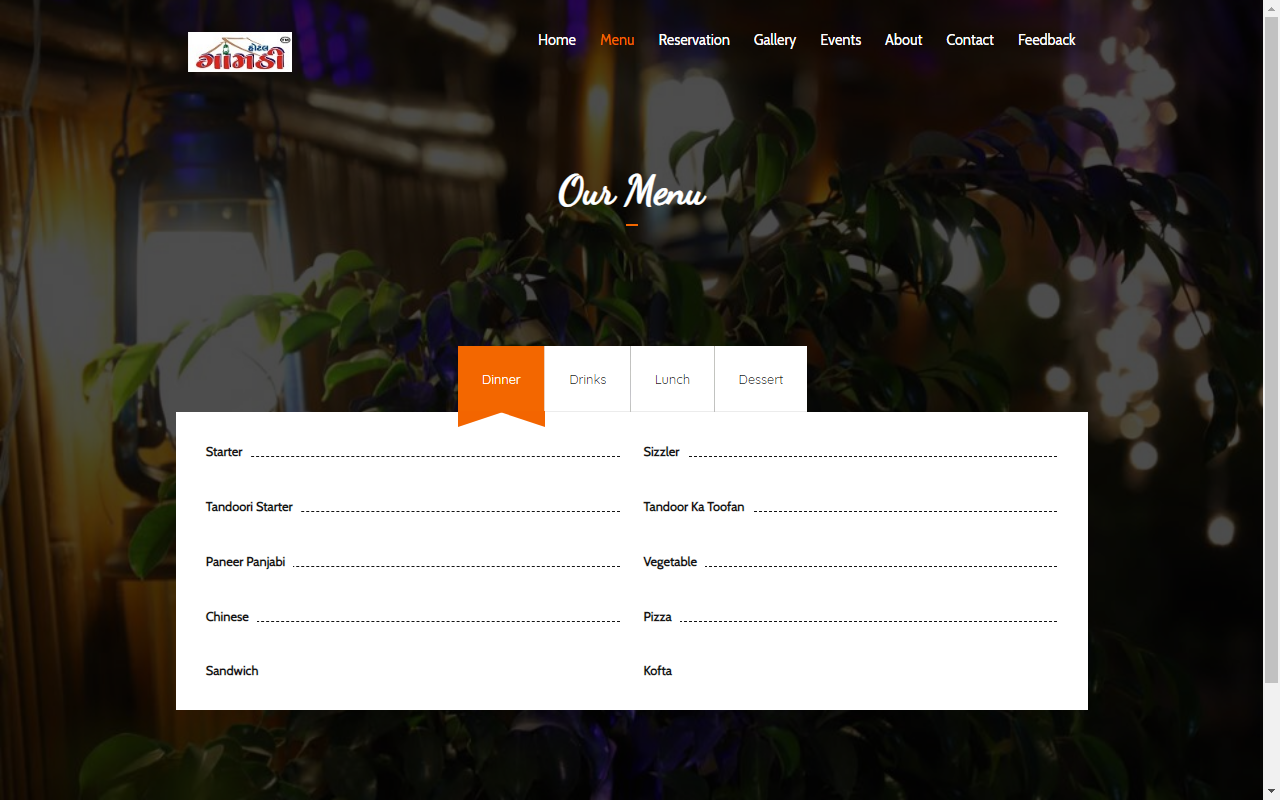 હોટલ
ગામઠી
Home Menu Reservation Gallery Events About Contact Feedback
Our Menu
Dinner Drinks Lunch Dessert
Starter Sizzler
Tandoori Starter Tandoor Ka Toofan
Paneer Panjabi Vegetable
Chinese Pizza
Sandwich Kofta